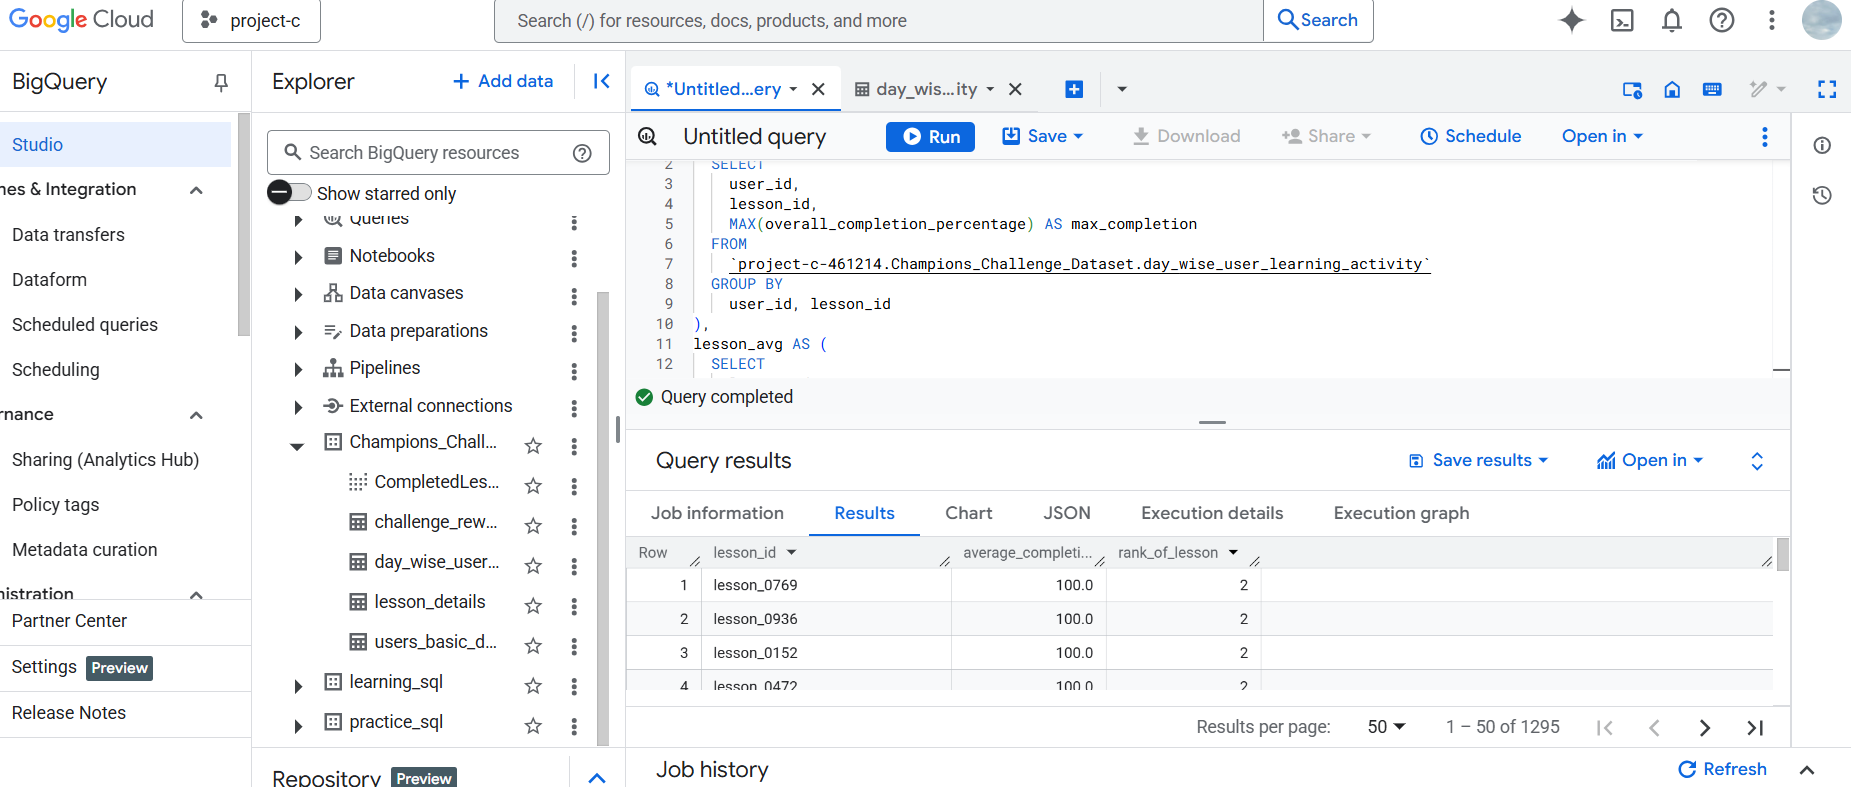 Google Cloud
project-c
Search (/) for resources, docs, products, and more
Search
BigQuery
Studio
nes & Integration
Data transfers
Dataform
Scheduled queries
Scheduling
rnance
Sharing (Analytics Hub)
Policy tags
Metadata curation
nistration
Partner Center
Settings Preview
Release Notes
Explorer
+ Add data
Search BigQuery resources
Show starred only
Queries
Notebooks
Data canvases
Data preparations
Pipelines
External connections
Champions_Chall...
CompletedLes...
challenge_rew...
day_wise_user...
lesson_details
users_basic_d...
learning_sql
practice_sql
Repository Preview
*Untitled...ery
day_wis...ity
Untitled query
Run
Save
Download
Share
Schedule
Open in
2 SELECT
3 user_id,
4 lesson_id,
5 MAX(overall_completion_percentage) AS max_completion
6 FROM
7 `project-c-461214.Champions_Challenge_Dataset.day_wise_user_learning_activity`
8 GROUP BY
9 user_id, lesson_id
10 ),
11 lesson_avg AS (
12 SELECT
Query completed
Query results
Save results
Open in
Job information Results Chart JSON Execution details Execution graph
Row lesson_id average_completi... rank_of_lesson
1 lesson_0769 100.0 2
2 lesson_0936 100.0 2
3 lesson_0152 100.0 2
4 lesson_0472 100.0 2
Results per page: 50 1 – 50 of 1295
Job history
Refresh